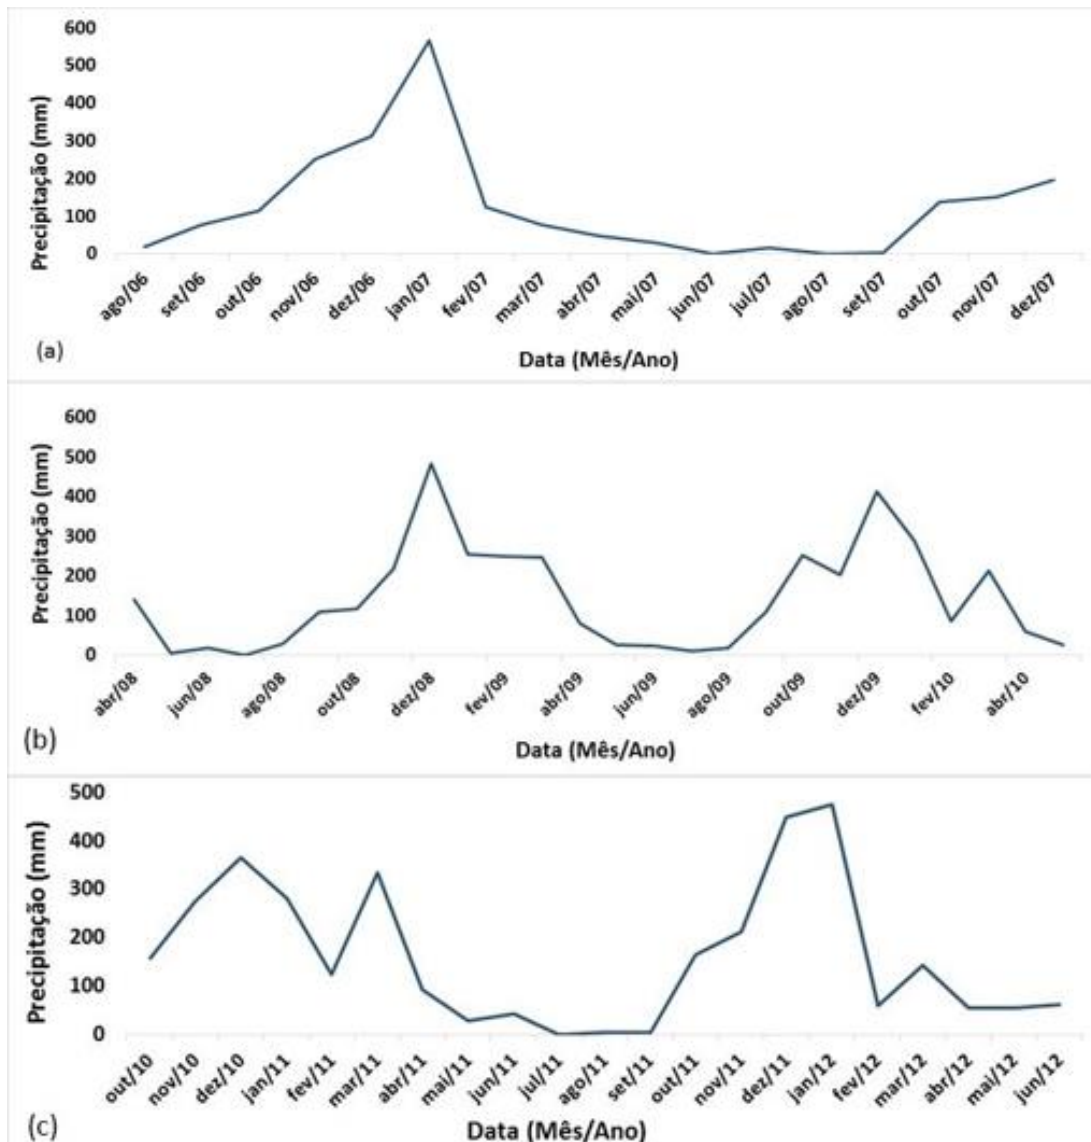 Precipitação (mm)
600
500
400
300
200
100
0
ago/06 set/06 out/06 nov/06 dez/06 jan/07 fev/07 mar/07 abr/07 mai/07 jun/07 jul/07 ago/07 set/07 out/07 nov/07 dez/07
(a)
Data (Mês/Ano)
Precipitação (mm)
600
500
400
300
200
100
0
abr/08 jun/08 ago/08 out/08 dez/08 fev/09 abr/09 jun/09 ago/09 out/09 dez/09 fev/10 abr/10
(b)
Data (Mês/Ano)
Precipitação (mm)
500
400
300
200
100
0
out/10 nov/10 dez/10 jan/11 fev/11 mar/11 abr/11 mai/11 jun/11 jul/11 ago/11 set/11 out/11 nov/11 dez/11 jan/12 fev/12 mar/12 abr/12 mai/12 jun/12
(c)
Data (Mês/Ano)